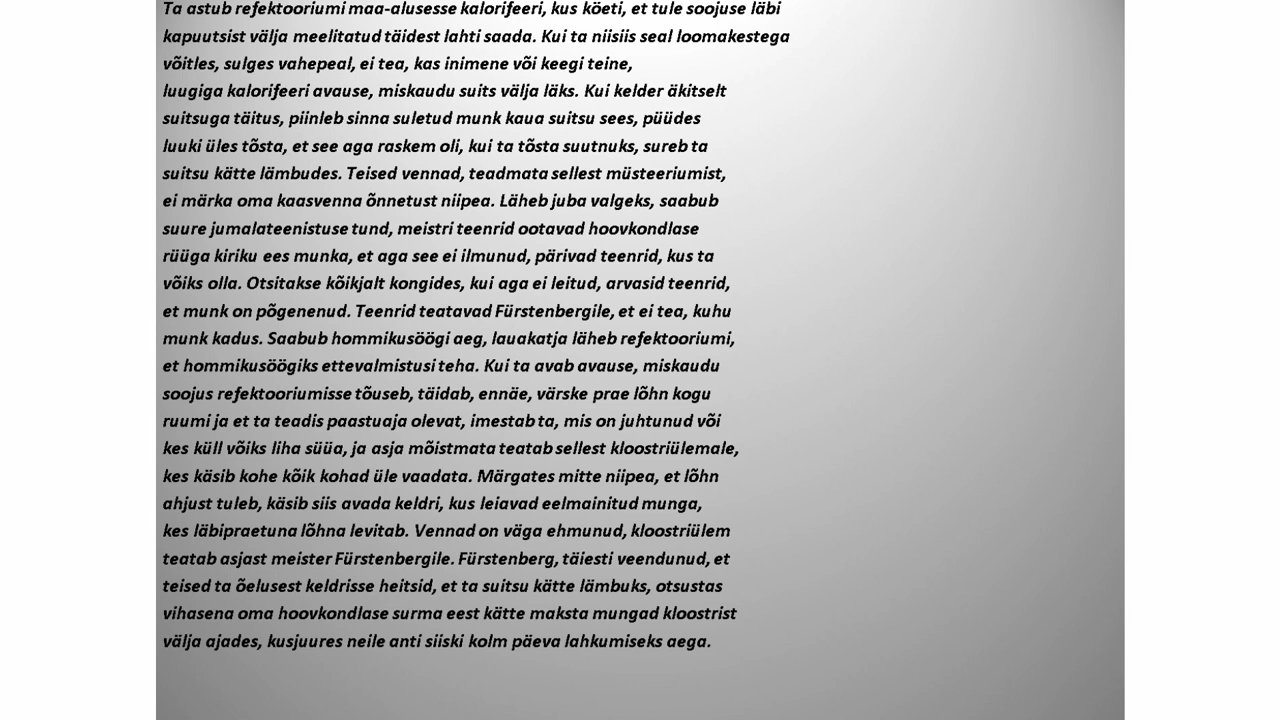 Ta astub refektooriumi maa-alusesse kalorifeeri, kus köeti, et tule soojuse läbi
kapuutsist välja meelitatud täidest lahti saada. Kui ta niisiis seal loomakestega
võitles, sulges vahepeal, ei tea, kas inimene või keegi teine,
luugiga kalorifeeri avause, miskaudu suits välja läks. Kui kelder äkitselt
suitsuga täitus, piinleb sinna suletud munk kaua suitsu sees, püüdes
luuki üles tõsta, et see aga raskem oli, kui ta tõsta suutnuks, sureb ta
suitsu kätte lämbudes. Teised vennad, teadmata sellest müsteeriumist,
ei märka oma kaasvenna õnnetust niipea. Läheb juba valgeks, saabub
suure jumalateenistuse tund, meistri teenrid ootavad hoovkondlase
rüüga kiriku ees munka, et aga see ei ilmunud, pärivad teenrid, kus ta
võiks olla. Otsitakse kõikjalt kongides, kui aga ei leitud, arvasid teenrid,
et munk on põgenenud. Teenrid teatavad Fürstenbergile, et ei tea, kuhu
munk kadus. Saabub hommikusöögi aeg, lauakatja läheb refektooriumi,
et hommikusöögiks ettevalmistusi teha. Kui ta avab avause, miskaudu
soojus refektooriumisse tõuseb, täidab, ennäe, värske prae lõhn kogu
ruumi ja et ta teadis paastuaja olevat, imestab ta, mis on juhtunud või
kes küll võiks liha süüa, ja asja mõistmata teatab sellest kloostriülemale,
kes käsib kohe kõik kohad üle vaadata. Märgates mitte niipea, et lõhn
ahjust tuleb, käsib siis avada keldri, kus leiavad eelmainitud munga,
kes läbipraetuna lõhna levitab. Vennad on väga ehmunud, kloostriülem
teatab asjast meister Fürstenbergile. Fürstenberg, täiesti veendunud, et
teised ta õelusest keldrisse heitsid, et ta suitsu kätte lämbuks, otsustas
vihasena oma hoovkondlase surma eest kätte maksta mungad kloostrist
välja ajades, kusjuures neile anti siiski kolm päeva lahkumiseks aega.